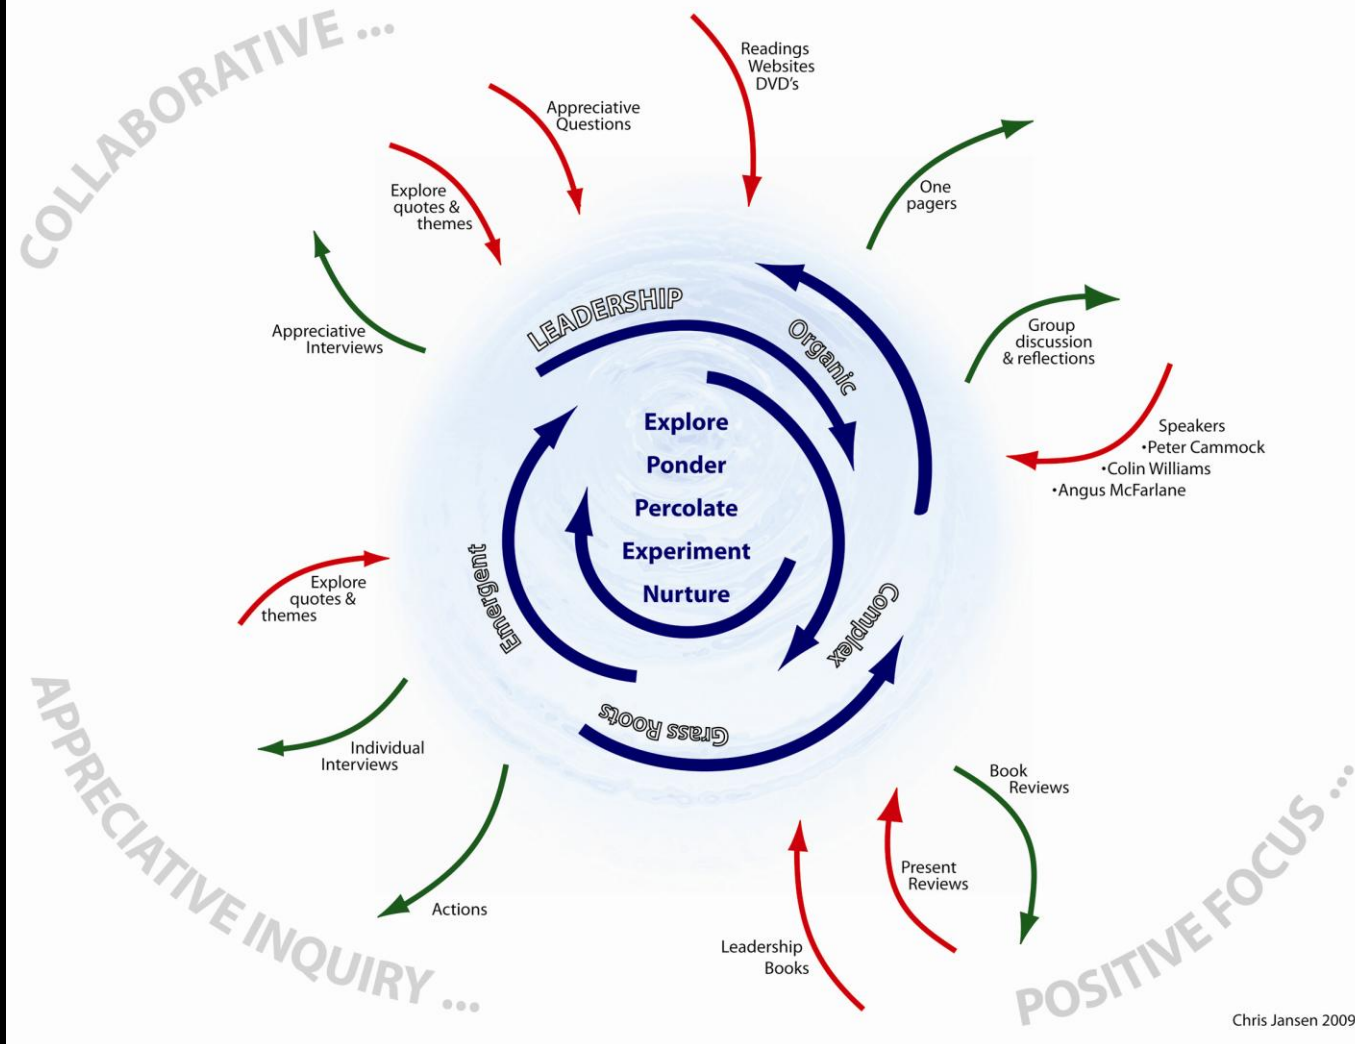 COLLABORATIVE ...
Readings
Websites
DVD's
Appreciative
Questions
Explore
quotes &
themes
One
pagers
Appreciative
Interviews
LEADERSHIP
Organic
Group
discussion
& reflections
Speakers
•Peter Cammock
•Colin Williams
•Angus McFarlane
Explore
Ponder
Percolate
Experiment
Nurture
Emergent
Complex
Grass Roots
Explore
quotes &
themes
Individual
Interviews
Actions
Book
Reviews
Present
Reviews
Leadership
Books
APPRECIATIVE INQUIRY ...
POSITIVE FOCUS ...
Chris Jansen 2009